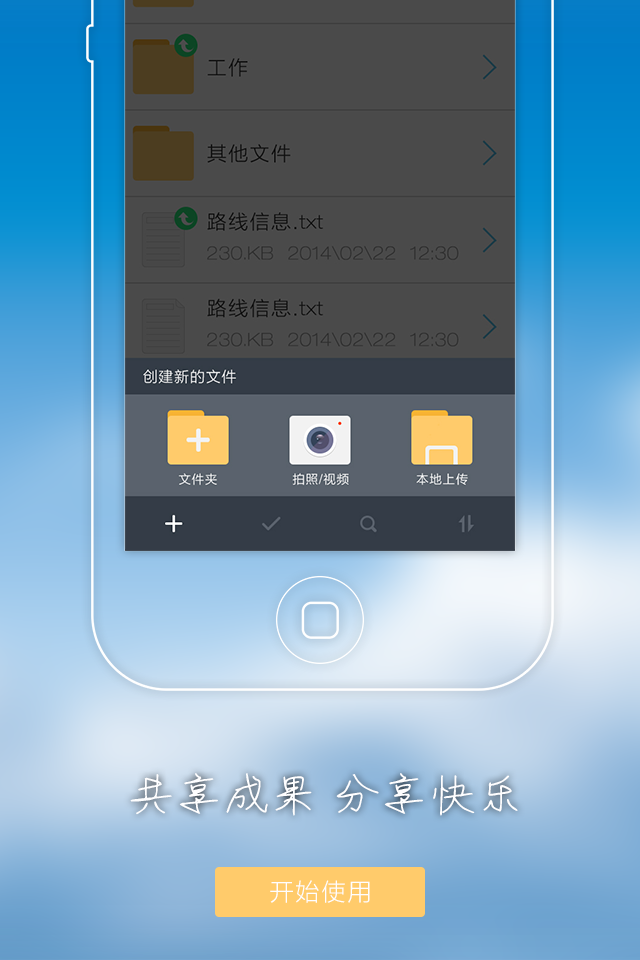 工作
其他文件
路线信息.txt
230.KB 2014\02\22 12:30
路线信息.txt
230.KB 2014\02\22 12:30
创建新的文件
文件夹 拍照/视频 本地上传
共享成果 分享快乐
开始使用